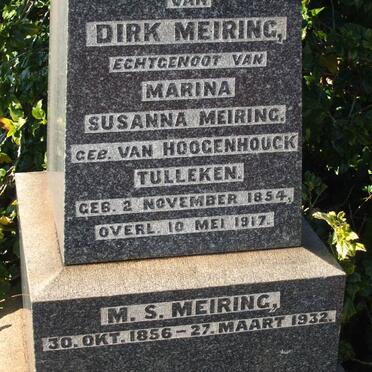 VAN
DIRK MEIRING,
ECHTGENOOT VAN
MARINA
SUSANNA MEIRING.
GEB. VAN HOOGENHOUCK
TULLEKEN.
GEB. 2 NOVEMBER 1854,
OVERL. 10 MEI 1917.
M. S. MEIRING,
30. OKT. 1856 – 27. MAART 1932.